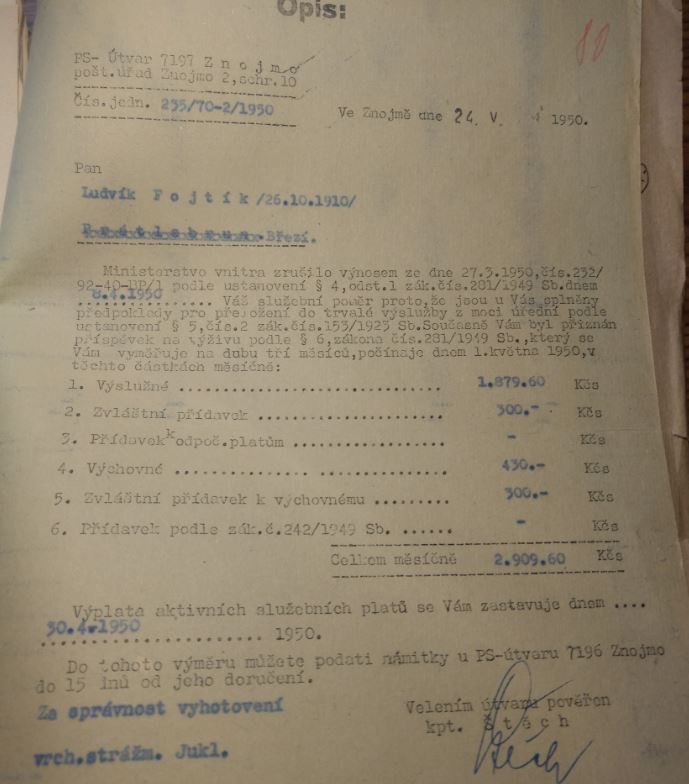 Opis:
80
PS- Útvar 7197 Z n o j m o
pošt.úřad Znojmo 2,schr.10
Čís.jedn. 235/70-2/1950
Ve Znojmě dne 24. V. 1950.
Pan
Ludvík F o j t í k /26.10.1910/
Březí.
Ministerstvo vnitra zrušilo výnosem ze dne 27.3.1950,čís.232/
92-40-BP/1 podle ustanovení § 4,odst.1 zák.čís.201/1949 Sb.dnem
8.4.1950 .......... Váš služební poměr proto,že jsou u Vás splněny
předpoklady pro přeložení do trvalé výslužby z moci úřední podle
ustanovení § 5,čís.2 zák.čís.153/1923 Sb.Současně Vám byl přiznán
příspěvek na výživu podle § 6,zákona čís.281/1949 Sb.,který se
Vám vyměřuje na dubu tří měsíců,počínaje dnem 1.května 1950,v
těchto částkách měsíčně:
1. Výslužné ................................ 1.879.60 Kčs
2. Zvláštní přídavek ...................... 300.- Kčs
3. Přídavek k odpoč.platům .................. - Kčs
4. Výchovné ................................ 430.- Kčs
5. Zvláštní přídavek k výchovnému ......... 300.- Kčs
6. Přídavek podle zák.č.242/1949 Sb. ...... - Kčs
Celkem měsíčně 2.909.60 Kčs
Výplata aktivních služebních platů se Vám zastavuje dnem ....
30.4.1950 .................. 1950.
Do tohoto výměru můžete podati námitky u PS-útvaru 7196 Znojmo
do 15 dnů od jeho doručení.
Za správnost vyhotovení
Velením útvaru pověřen
kpt. Š t ě c h
vrch.strážm. Jukl.
Štěch